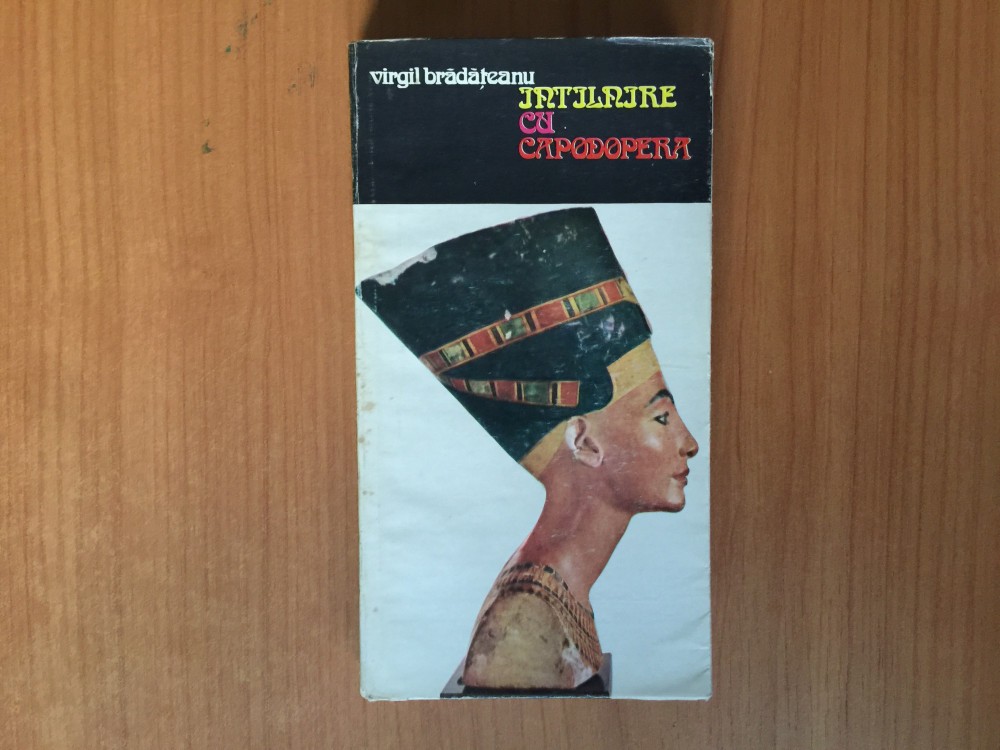 virgil brădățeanu
INTILNIRE
CU
CAPODOPERA